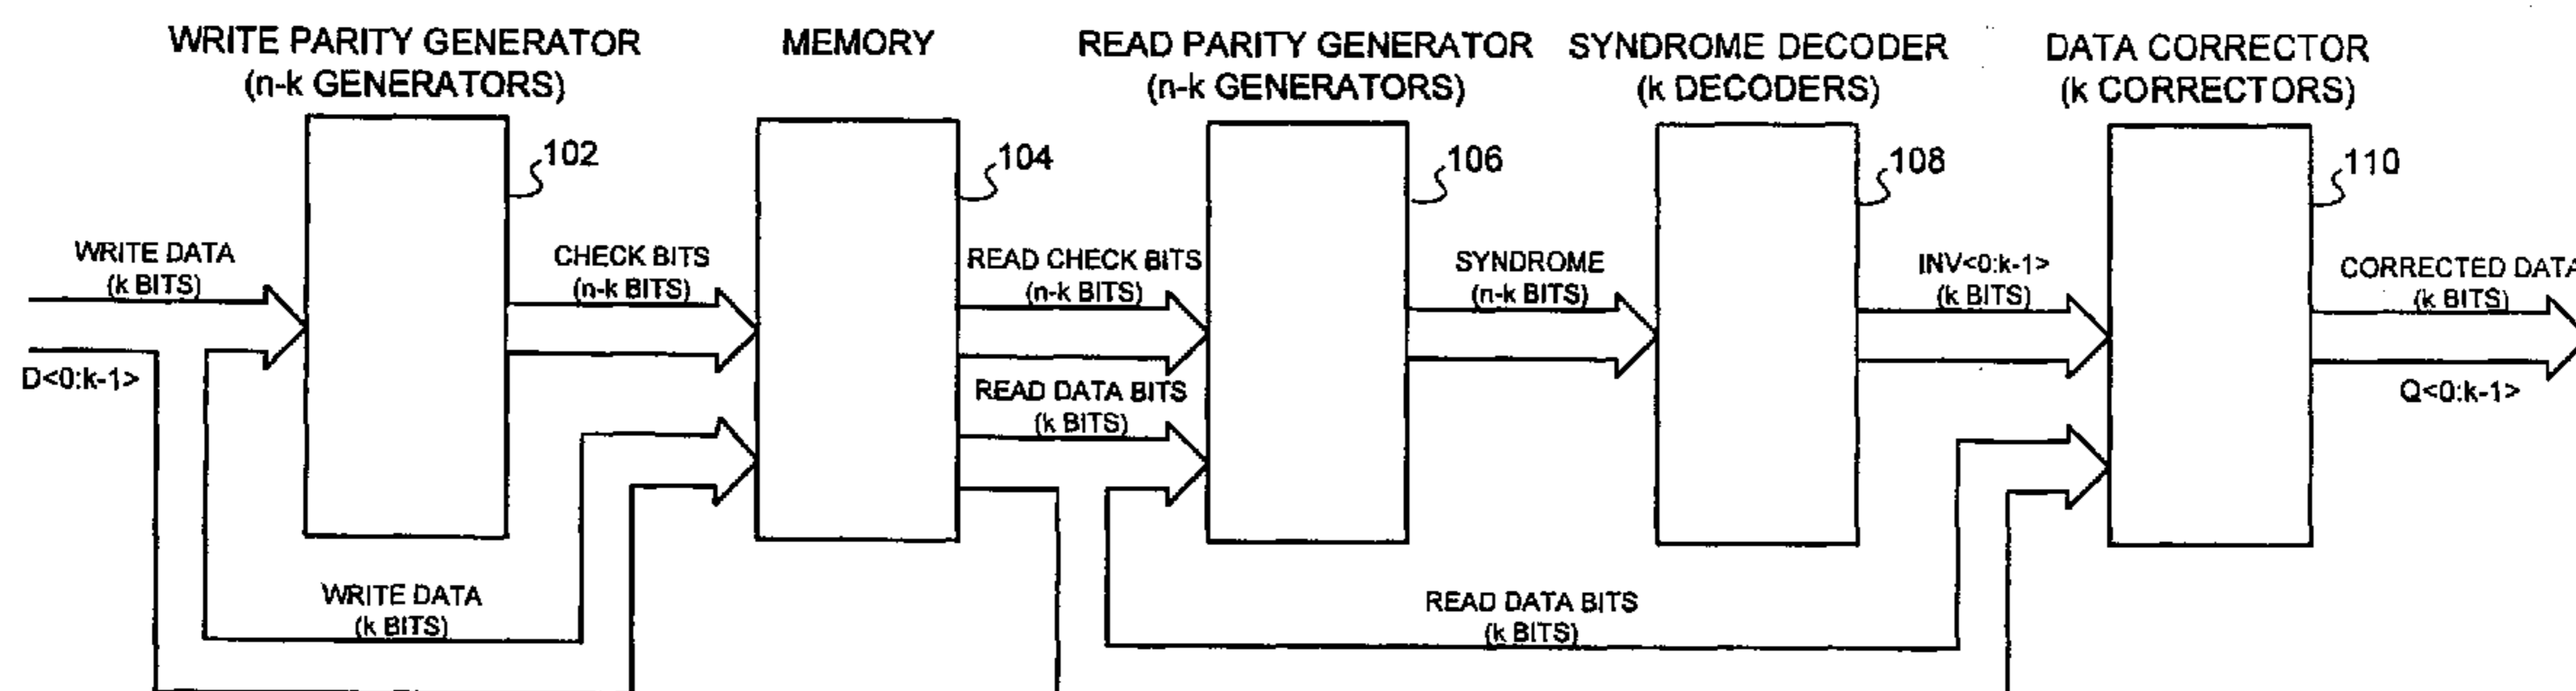 WRITE PARITY GENERATOR
(n-k GENERATORS)
MEMORY
READ PARITY GENERATOR
(n-k GENERATORS)
SYNDROME DECODER
(k DECODERS)
DATA CORRECTOR
(k CORRECTORS)
102
104
106
108
110
WRITE DATA
(k BITS)
D<0:k-1>
CHECK BITS
(n-k BITS)
READ CHECK BITS
(n-k BITS)
READ DATA BITS
(k BITS)
SYNDROME
(n-k BITS)
INV<0:k-1>
(k BITS)
CORRECTED DATA
(k BITS)
Q<0:k-1>
WRITE DATA
(k BITS)
READ DATA BITS
(k BITS)